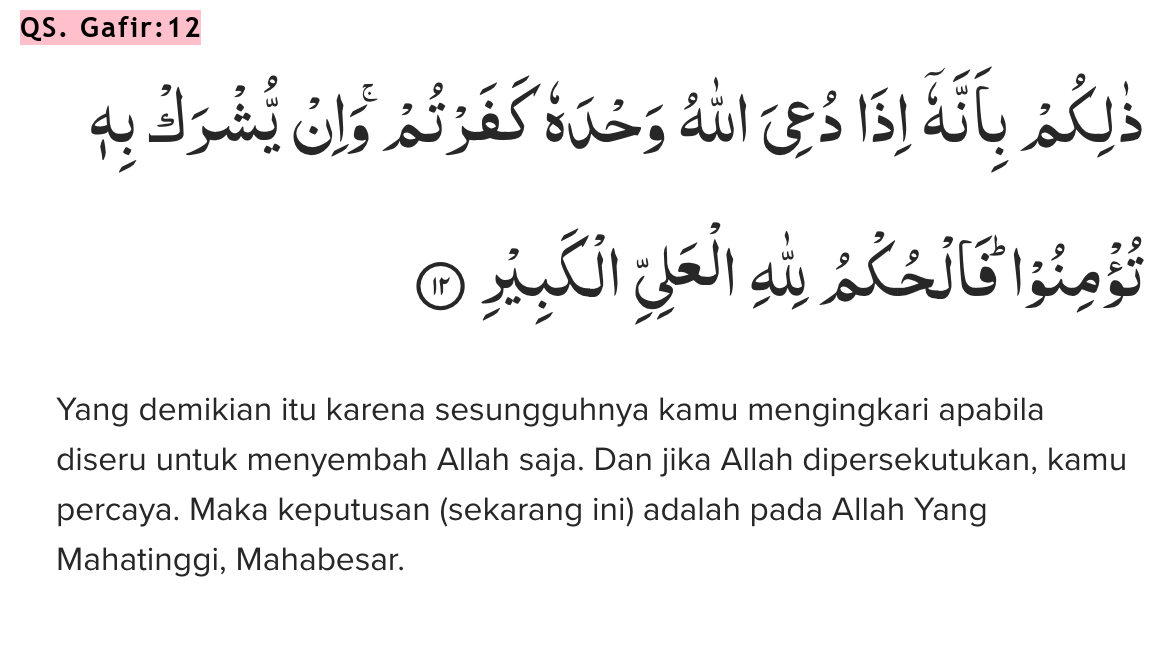 QS. Gafir:12
ذٰلِكُمْ بِاَنَّهٗٓ اِذَا دُعِيَ اللّٰهُ وَحْدَهٗ كَفَرْتُمْۚ وَاِنْ يُّشْرَكْ بِهٖ
تُؤْمِنُوْاۗ فَالْحُكْمُ لِلّٰهِ الْعَلِيِّ الْكَبِيْرِ ١٢
Yang demikian itu karena sesungguhnya kamu mengingkari apabila
diseru untuk menyembah Allah saja. Dan jika Allah dipersekutukan, kamu
percaya. Maka keputusan (sekarang ini) adalah pada Allah Yang
Mahatinggi, Mahabesar.